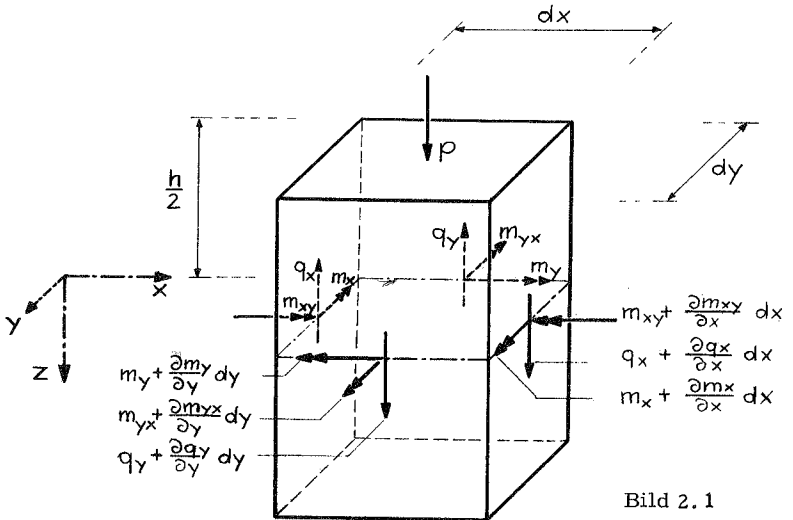 dx
p
h/2
dy
q_y
m_yx
q_x
m_x
m_y
m_xy
x
y
z
m_xy + ∂m_xy/∂x dx
q_x + ∂q_x/∂x dx
m_x + ∂m_x/∂x dx
m_y + ∂m_y/∂y dy
m_yx + ∂m_yx/∂y dy
q_y + ∂q_y/∂y dy
Bild 2.1